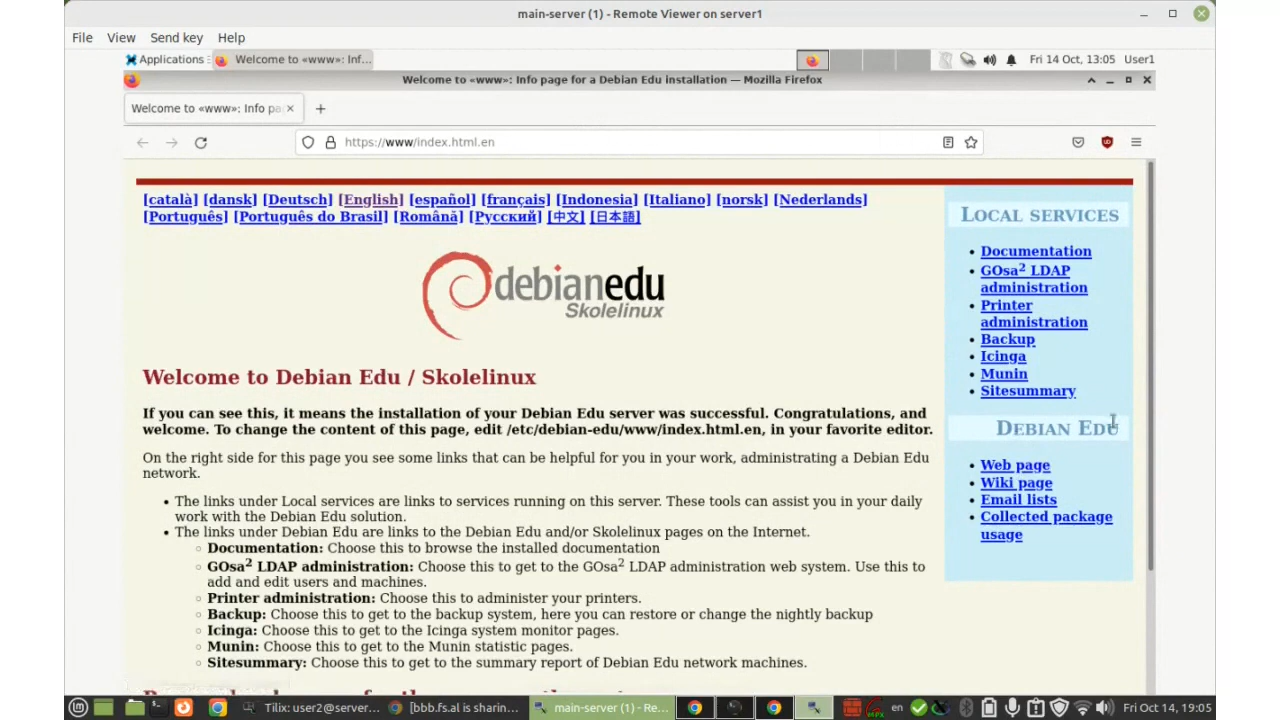 main-server (1) - Remote Viewer on server1
File View Send key Help
Applications Welcome to «www»: Inf... Fri 14 Oct, 13:05 User1
Welcome to «www»: Info page for a Debian Edu installation — Mozilla Firefox
Welcome to «www»: Info pa
https://www/index.html.en
[català] [dansk] [Deutsch] [English] [español] [français] [Indonesia] [Italiano] [norsk] [Nederlands]
[Português] [Português do Brasil] [Română] [Русский] [中文] [日本語]
debianedu
Skolelinux
Welcome to Debian Edu / Skolelinux
If you can see this, it means the installation of your Debian Edu server was successful. Congratulations, and
welcome. To change the content of this page, edit /etc/debian-edu/www/index.html.en, in your favorite editor.
On the right side for this page you see some links that can be helpful for you in your work, administrating a Debian Edu
network.
• The links under Local services are links to services running on this server. These tools can assist you in your daily
work with the Debian Edu solution.
• The links under Debian Edu are links to the Debian Edu and/or Skolelinux pages on the Internet.
◦ Documentation: Choose this to browse the installed documentation
◦ GOsa² LDAP administration: Choose this to get to the GOsa² LDAP administration web system. Use this to
add and edit users and machines.
◦ Printer administration: Choose this to administer your printers.
◦ Backup: Choose this to get to the backup system, here you can restore or change the nightly backup
◦ Icinga: Choose this to get to the Icinga system monitor pages.
◦ Munin: Choose this to get to the Munin statistic pages.
◦ Sitesummary: Choose this to get to the summary report of Debian Edu network machines.
Local services
• Documentation
• GOsa² LDAP
administration
• Printer
administration
• Backup
• Icinga
• Munin
• Sitesummary
Debian Edu
• Web page
• Wiki page
• Email lists
• Collected package
usage
Tilix: user2@server... [bbb.fs.al is sharin... main-server (1) - Re... en Fri Oct 14, 19:05